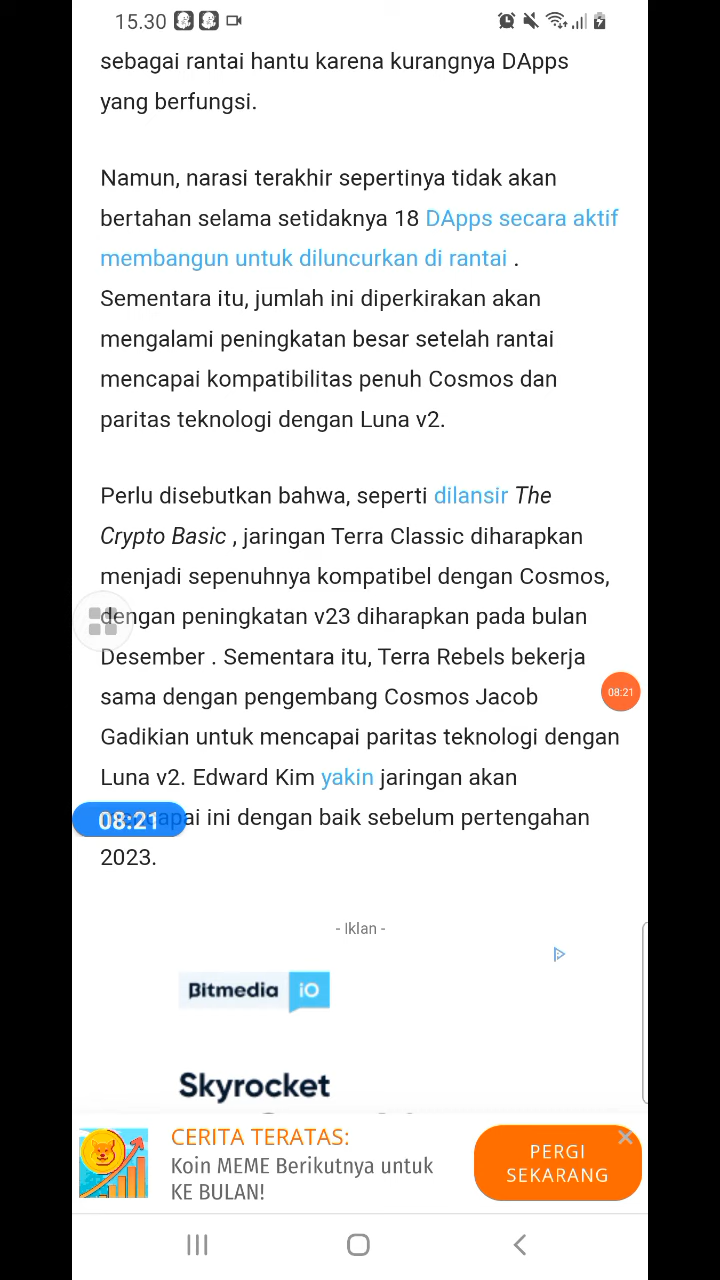 15.30
sebagai rantai hantu karena kurangnya DApps
yang berfungsi.
Namun, narasi terakhir sepertinya tidak akan
bertahan selama setidaknya 18 DApps secara aktif
membangun untuk diluncurkan di rantai .
Sementara itu, jumlah ini diperkirakan akan
mengalami peningkatan besar setelah rantai
mencapai kompatibilitas penuh Cosmos dan
paritas teknologi dengan Luna v2.
Perlu disebutkan bahwa, seperti dilansir The
Crypto Basic , jaringan Terra Classic diharapkan
menjadi sepenuhnya kompatibel dengan Cosmos,
dengan peningkatan v23 diharapkan pada bulan
Desember . Sementara itu, Terra Rebels bekerja
sama dengan pengembang Cosmos Jacob
08:21
Gadikian untuk mencapai paritas teknologi dengan
Luna v2. Edward Kim yakin jaringan akan
08:21
ini dengan baik sebelum pertengahan
2023.
- Iklan -
Bitmedia iO
Skyrocket
CERITA TERATAS:
Koin MEME Berikutnya untuk
KE BULAN!
PERGI
SEKARANG